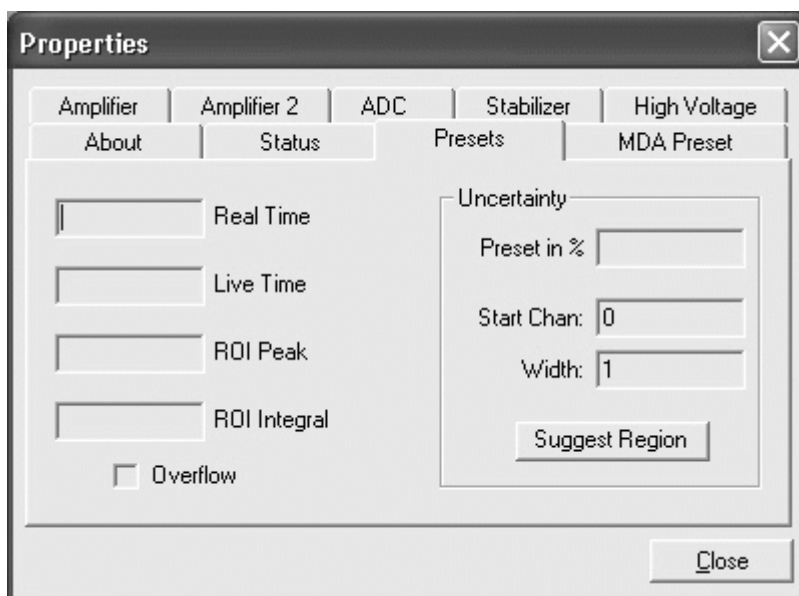 Properties
Amplifier Amplifier 2 ADC Stabilizer High Voltage
About Status Presets MDA Preset
Real Time
Live Time
ROI Peak
ROI Integral
Overflow
Uncertainty
Preset in %
Start Chan: 0
Width: 1
Suggest Region
Close